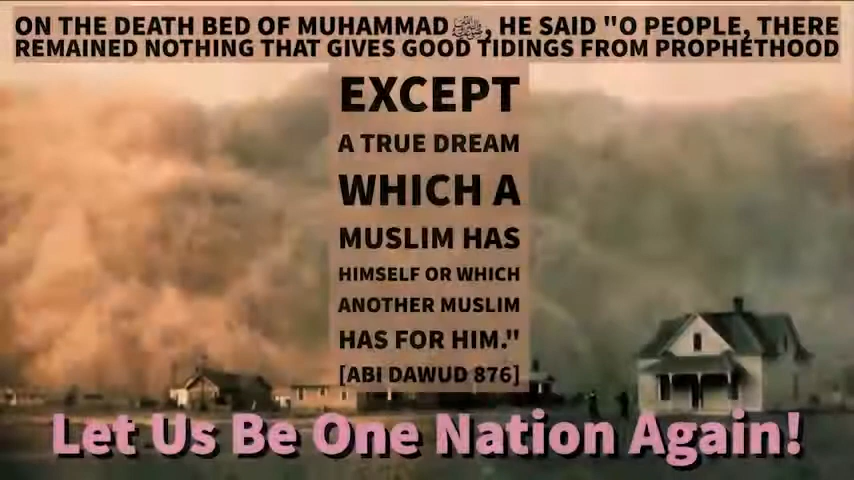 ON THE DEATH BED OF MUHAMMAD ﷺ, HE SAID "O PEOPLE, THERE
REMAINED NOTHING THAT GIVES GOOD TIDINGS FROM PROPHETHOOD
EXCEPT
A TRUE DREAM
WHICH A
MUSLIM HAS
HIMSELF OR WHICH
ANOTHER MUSLIM
HAS FOR HIM."
[ABI DAWUD 876]
Let Us Be One Nation Again!